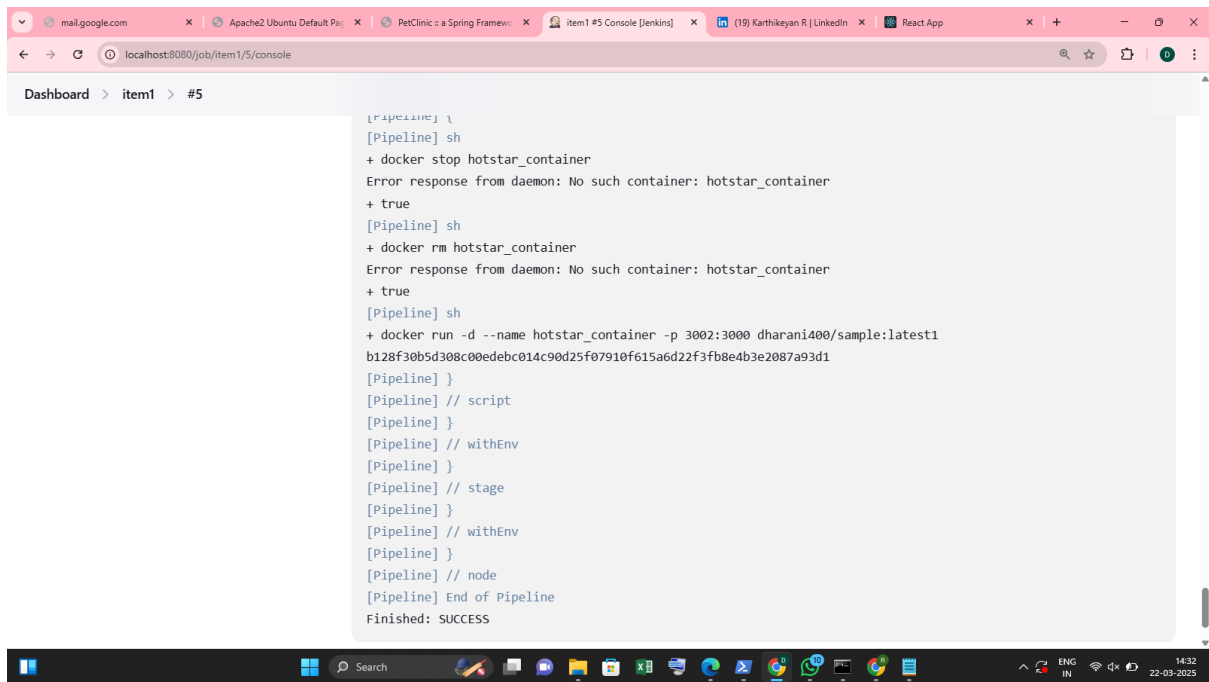 mail.google.com
Apache2 Ubuntu Default Pag
PetClinic :: a Spring Framewo
item1 #5 Console [Jenkins]
(19) Karthikeyan R | LinkedIn
React App
localhost:8080/job/item1/5/console
D
Dashboard > item1 > #5
[Pipeline] {
[Pipeline] sh
+ docker stop hotstar_container
Error response from daemon: No such container: hotstar_container
+ true
[Pipeline] sh
+ docker rm hotstar_container
Error response from daemon: No such container: hotstar_container
+ true
[Pipeline] sh
+ docker run -d --name hotstar_container -p 3002:3000 dharani400/sample:latest1
b128f30b5d308c00edebc014c90d25f07910f615a6d22f3fb8e4b3e2087a93d1
[Pipeline] }
[Pipeline] // script
[Pipeline] }
[Pipeline] // withEnv
[Pipeline] }
[Pipeline] // stage
[Pipeline] }
[Pipeline] // withEnv
[Pipeline] }
[Pipeline] // node
[Pipeline] End of Pipeline
Finished: SUCCESS
Search
ENG
IN
14:32
22-03-2025